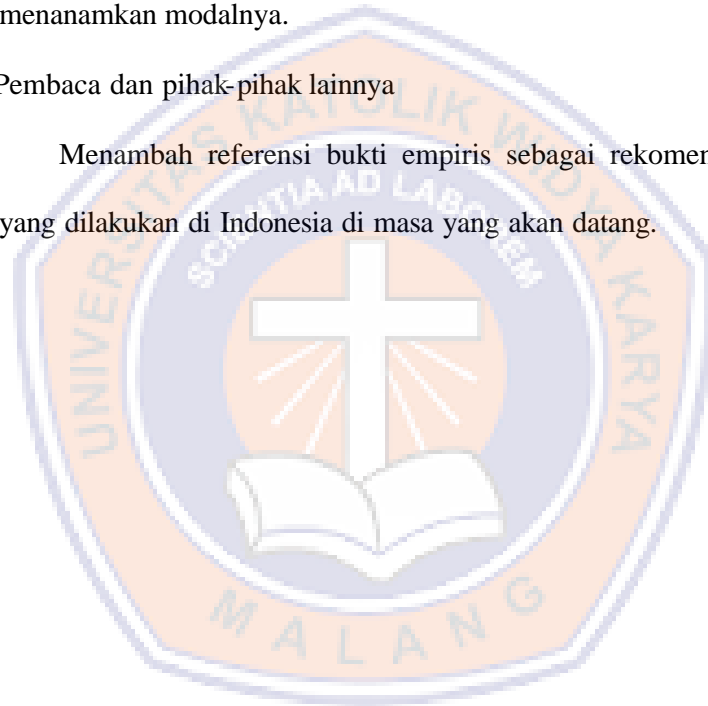 menanamkan modalnya.
Pembaca dan pihak-pihak lainnya
Menambah referensi bukti empiris sebagai rekomen
yang dilakukan di Indonesia di masa yang akan datang.
UNIVERSITAS KATOLIK WIDYA KARYA
SCIENTIA AD LABOREM
MALANG